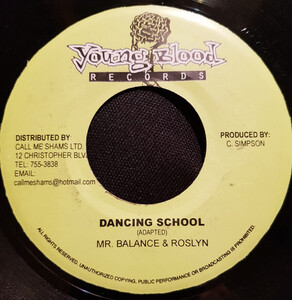 Young Blood
RECORDS
DISTRIBUTED BY:
CALL ME SHAMS LTD.
12 CHRISTOPHER BLV.
TEL: 755-3838
EMAIL:
callmeshams@hotmail.com
PRODUCED BY:
C. SIMPSON
DANCING SCHOOL
(ADAPTED)
MR. BALANCE & ROSLYN
ALL RIGHTS RESERVED. UNAUTHORIZED COPYING, PUBLIC PERFORMANCE OR BROADCASTING IS PROHIBITED.